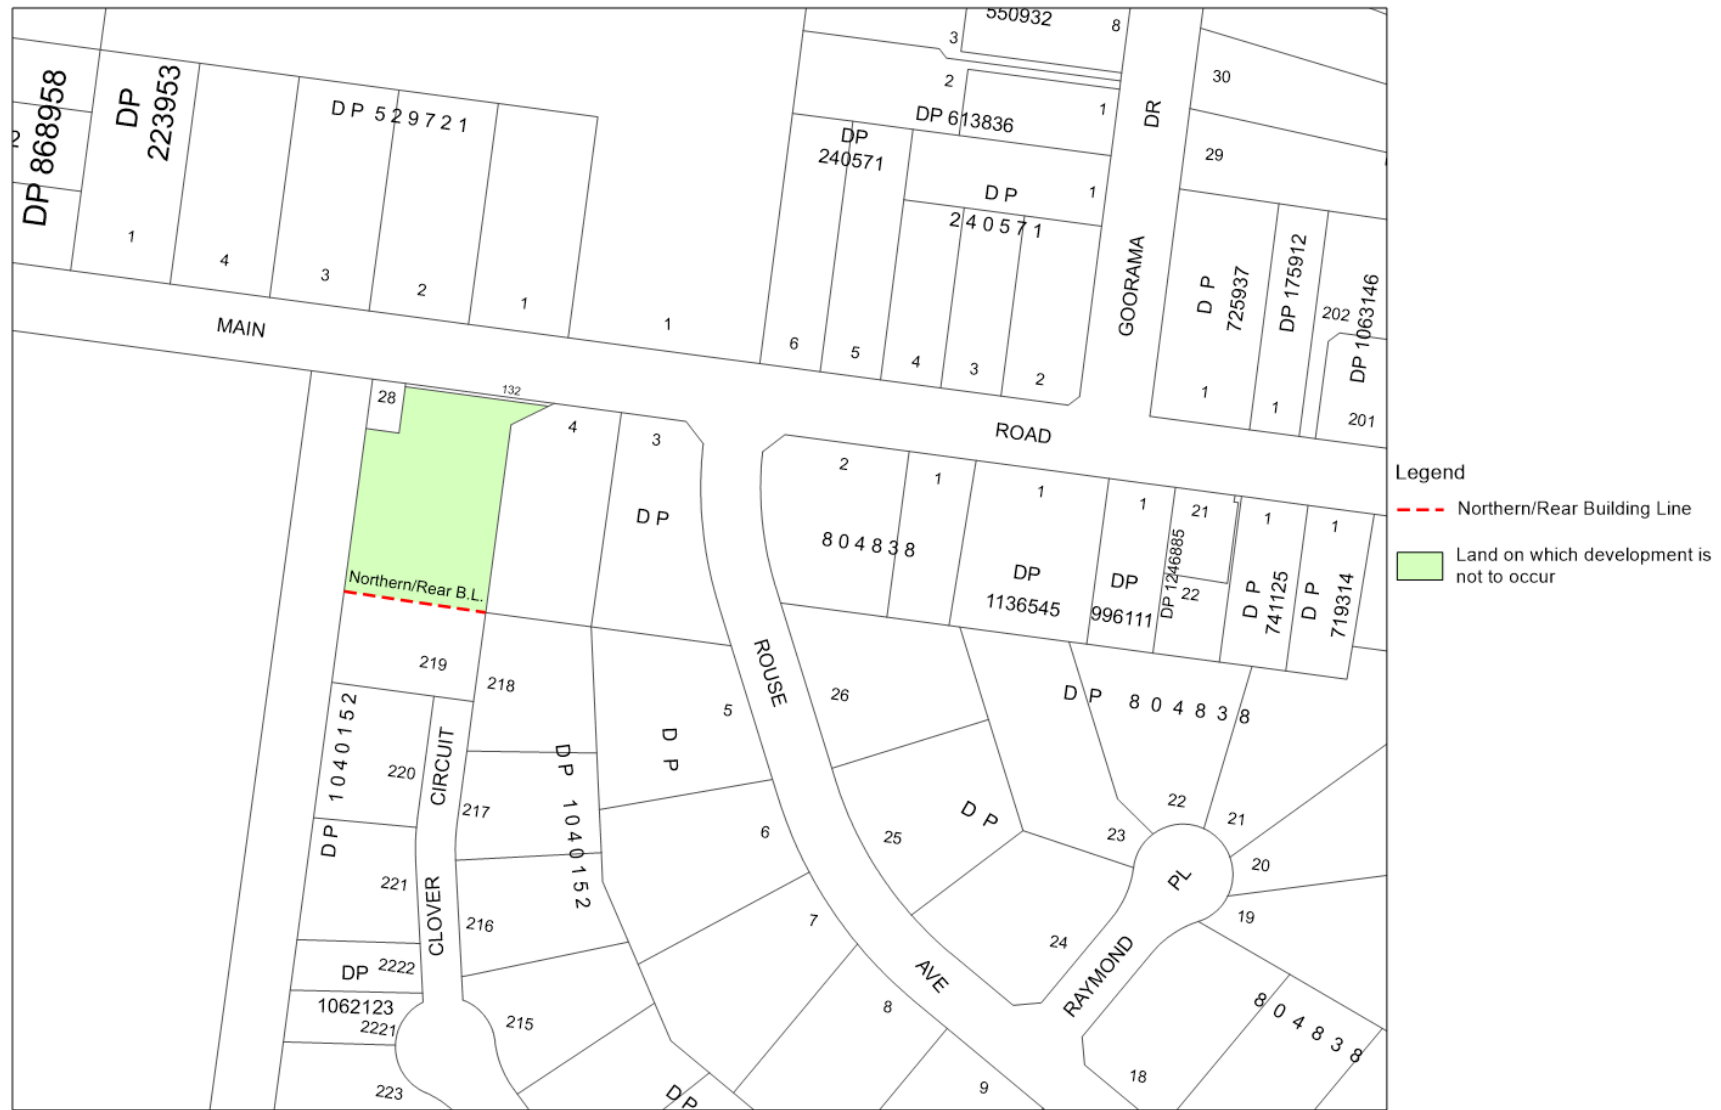 550932
8
3
2
30
DP 868958
DP
223953
D P 5 2 9 7 2 1
1
DP 613836
DP
240571
DR
29
D P
1
2 4 0 5 7 1
GOORAMA
D P
725937
DP 175912
202
DP 1063146
1
4
3
2
1
1
6
5
4
3
2
1
1
201
MAIN
ROAD
28
132
4
3
D P
2
1
8 0 4 8 3 8
1
DP
1136545
1
DP
996111
21
DP 1246885
22
1
D P
741125
1
D P
719314
Legend
Northern/Rear Building Line
Land on which development is
not to occur
Northern/Rear B.L.
219
218
D P 1 0 4 0 1 5 2
220
CIRCUIT
217
D P 1 0 4 0 1 5 2
5
D P
ROUSE
26
D P 8 0 4 8 3 8
22
21
23
20
PL
19
6
25
D P
221
CLOVER
216
7
24
RAYMOND
2222
DP
1062123
2221
215
AVE
8
8 0 4 8 3 8
223
DP
9
18